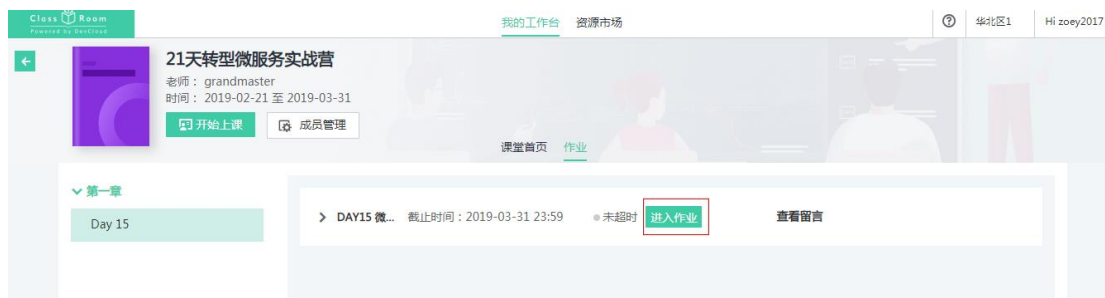 Class Room
Powered by DevCloud
我的工作台 资源市场
华北区1
Hi zoey2017
21天转型微服务实战营
老师： grandmaster
时间： 2019-02-21 至 2019-03-31
开始上课 成员管理
课堂首页 作业
第一章
Day 15
DAY15 微... 截止时间：2019-03-31 23:59 未超时 进入作业 查看留言